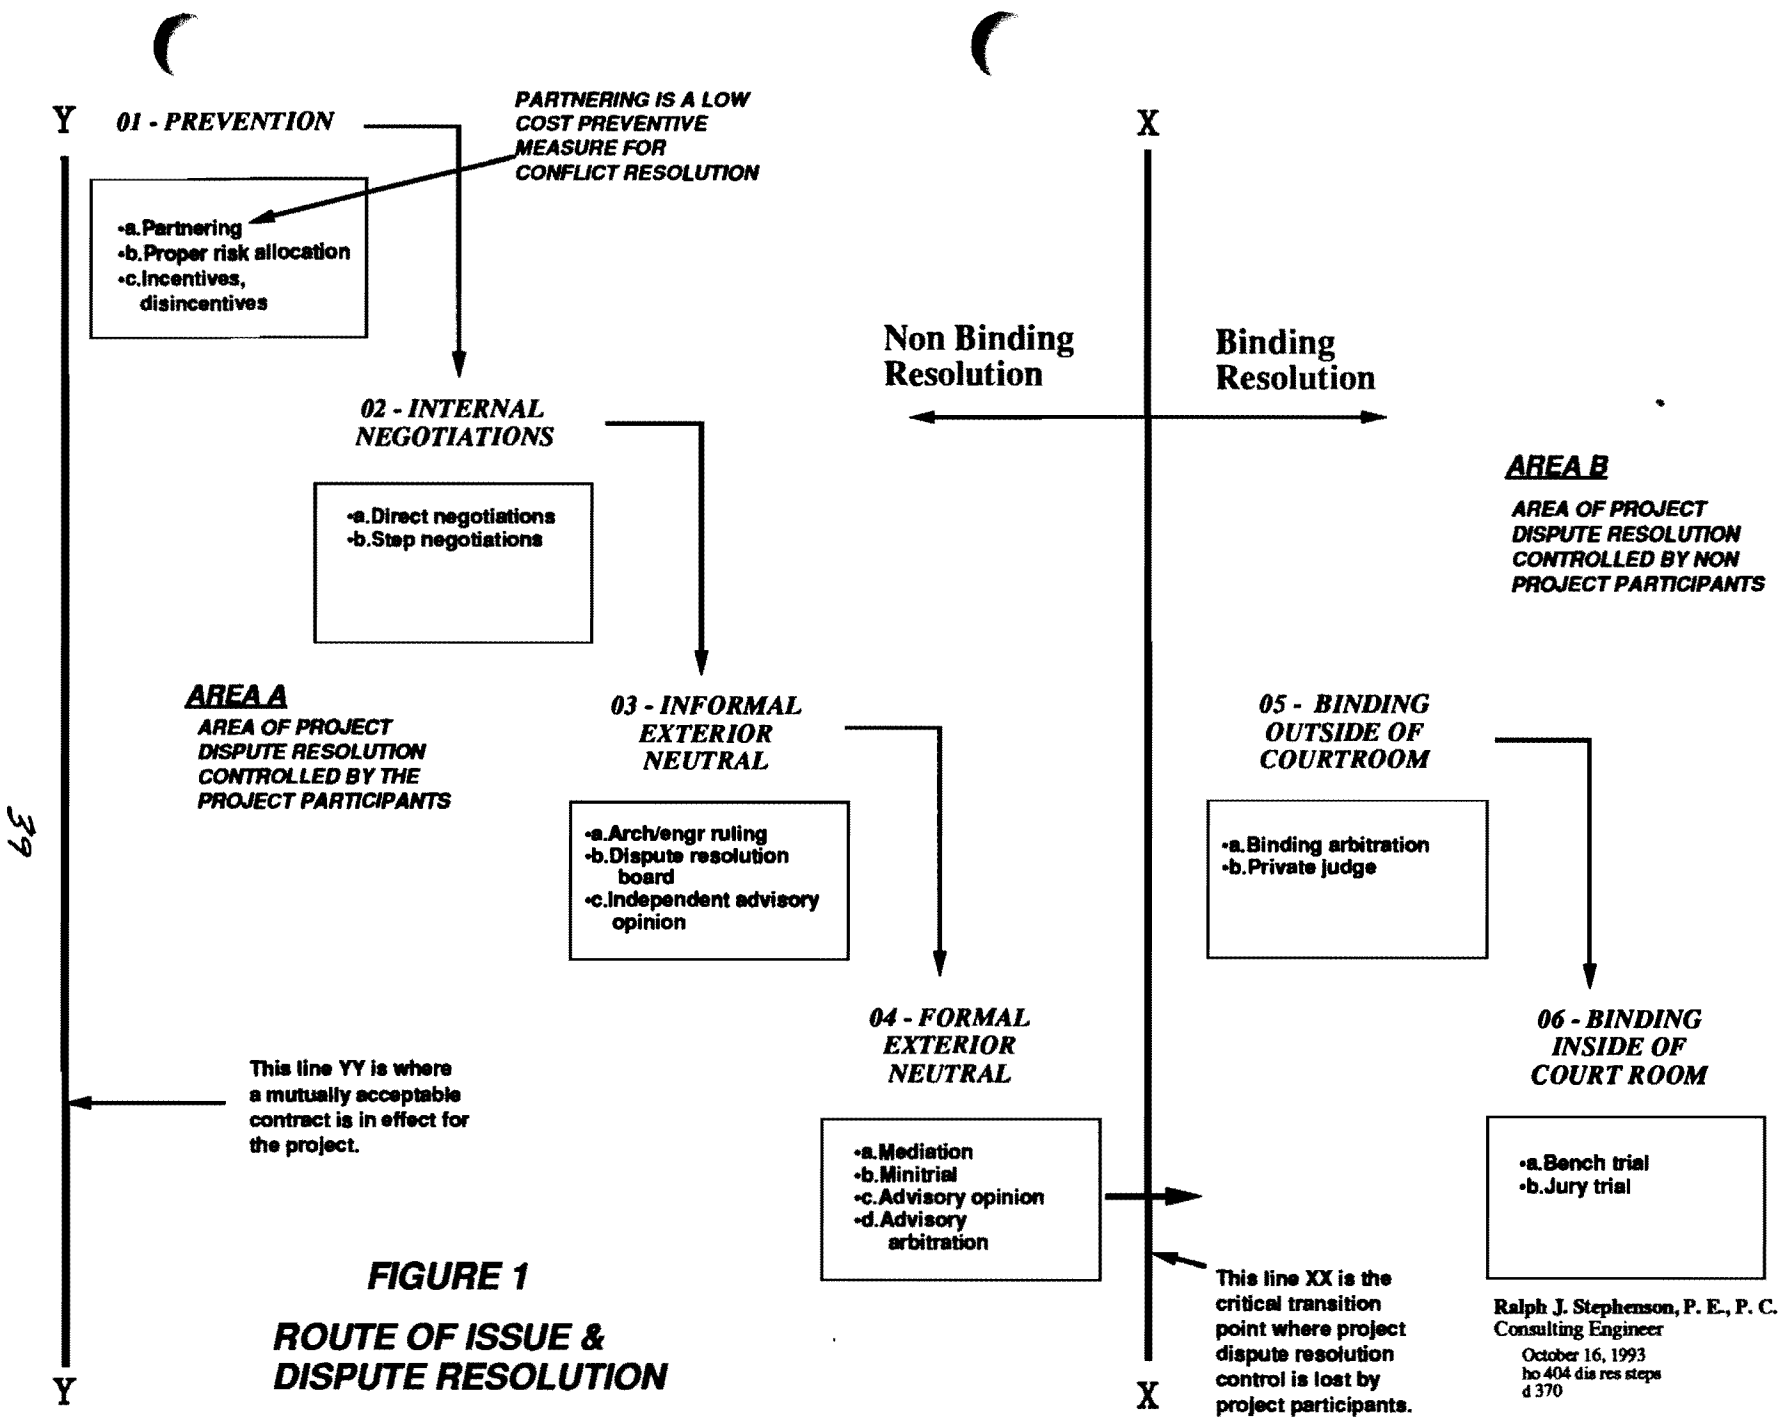 Y
01 - PREVENTION
PARTNERING IS A LOW
COST PREVENTIVE
MEASURE FOR
CONFLICT RESOLUTION
X
•a.Partnering
•b.Proper risk allocation
•c.Incentives,
disincentives
Non Binding
Resolution
Binding
Resolution
02 - INTERNAL
NEGOTIATIONS
•a.Direct negotiations
•b.Step negotiations
AREA B
AREA OF PROJECT
DISPUTE RESOLUTION
CONTROLLED BY NON
PROJECT PARTICIPANTS
AREA A
AREA OF PROJECT
DISPUTE RESOLUTION
CONTROLLED BY THE
PROJECT PARTICIPANTS
03 - INFORMAL
EXTERIOR
NEUTRAL
•a.Arch/engr ruling
•b.Dispute resolution
board
•c.Independent advisory
opinion
05 - BINDING
OUTSIDE OF
COURTROOM
•a.Binding arbitration
•b.Private judge
39
04 - FORMAL
EXTERIOR
NEUTRAL
•a.Mediation
•b.Minitrial
•c.Advisory opinion
•d.Advisory
arbitration
06 - BINDING
INSIDE OF
COURT ROOM
•a.Bench trial
•b.Jury trial
This line YY is where
a mutually acceptable
contract is in effect for
the project.
FIGURE 1
ROUTE OF ISSUE &
DISPUTE RESOLUTION
Y
X
This line XX is the
critical transition
point where project
dispute resolution
control is lost by
project participants.
Ralph J. Stephenson, P. E., P. C.
Consulting Engineer
October 16, 1993
ho 404 dis res steps
d 370